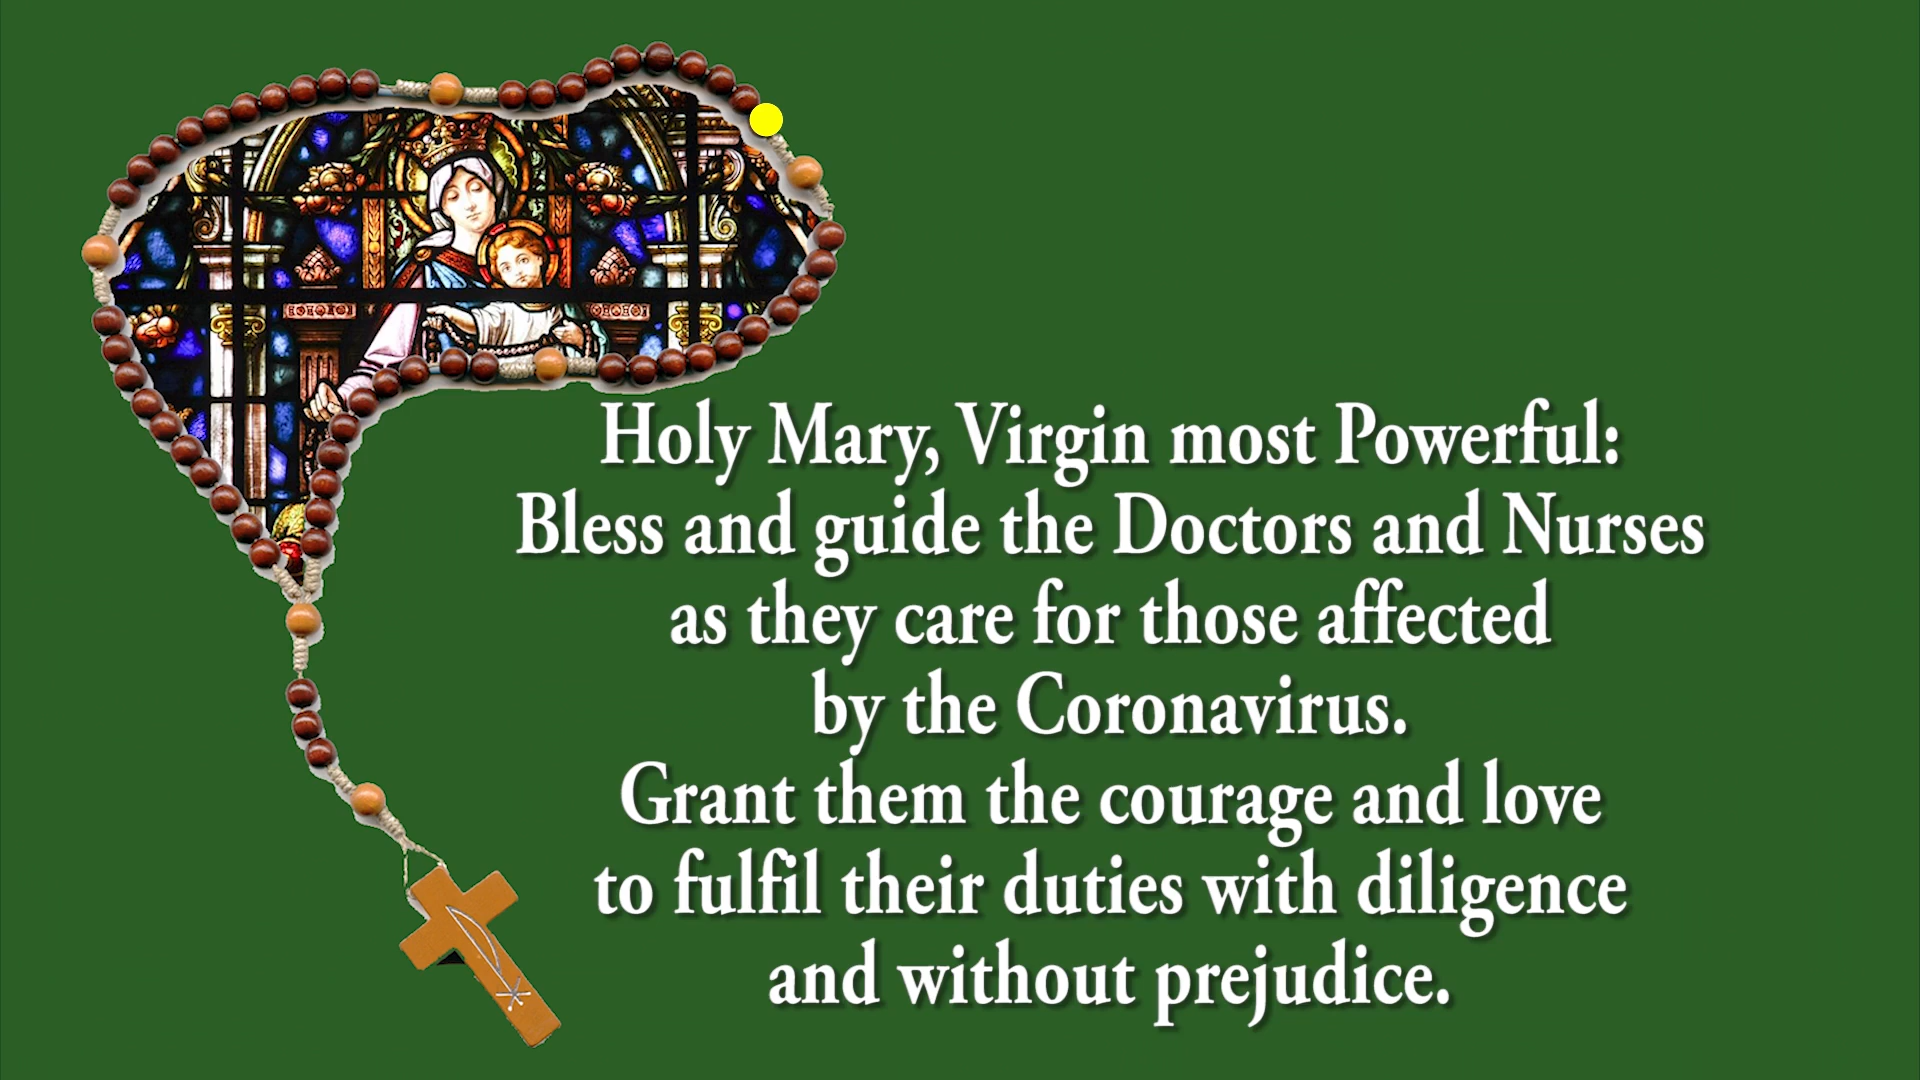 Holy Mary, Virgin most Powerful:
Bless and guide the Doctors and Nurses
as they care for those affected
by the Coronavirus.
Grant them the courage and love
to fulfil their duties with diligence
and without prejudice.